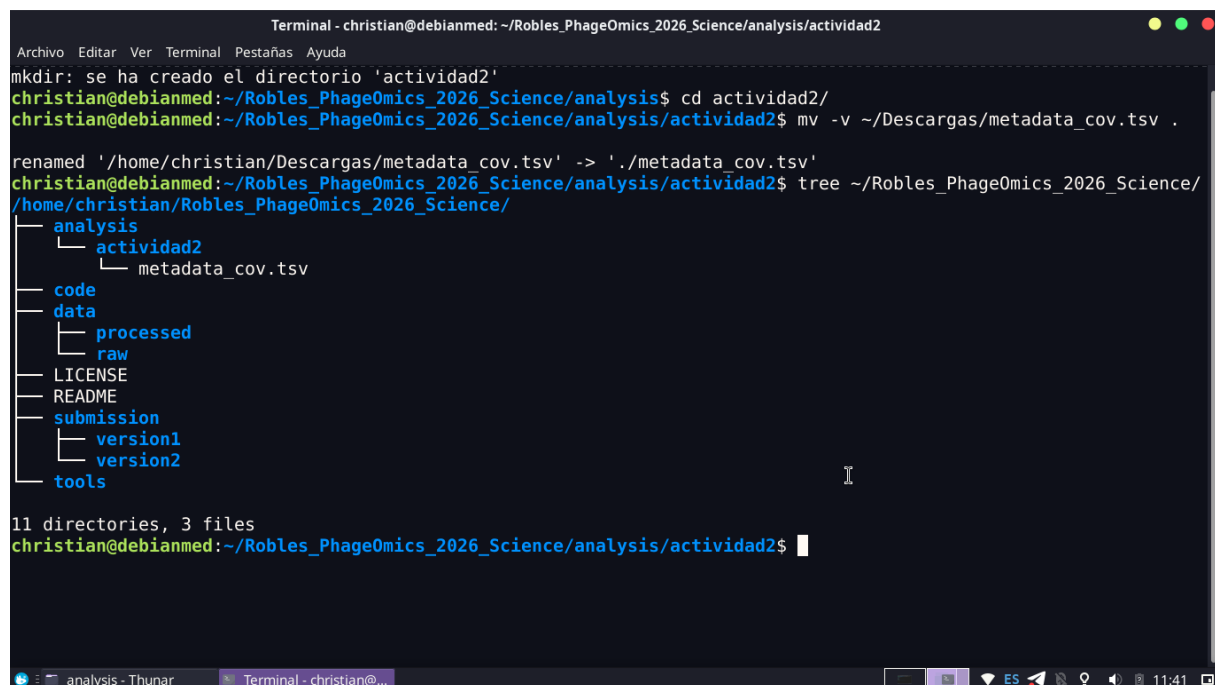 Terminal - christian@debianmed: ~/Robles_PhageOmics_2026_Science/analysis/actividad2
Archivo Editar Ver Terminal Pestañas Ayuda
mkdir: se ha creado el directorio 'actividad2'
christian@debianmed:~/Robles_PhageOmics_2026_Science/analysis$ cd actividad2/
christian@debianmed:~/Robles_PhageOmics_2026_Science/analysis/actividad2$ mv -v ~/Descargas/metadata_cov.tsv .
renamed '/home/christian/Descargas/metadata_cov.tsv' -> './metadata_cov.tsv'
christian@debianmed:~/Robles_PhageOmics_2026_Science/analysis/actividad2$ tree ~/Robles_PhageOmics_2026_Science/
/home/christian/Robles_PhageOmics_2026_Science/
├── analysis
│   └── actividad2
│       └── metadata_cov.tsv
├── code
├── data
│   ├── processed
│   └── raw
├── LICENSE
├── README
├── submission
│   ├── version1
│   └── version2
└── tools
11 directories, 3 files
christian@debianmed:~/Robles_PhageOmics_2026_Science/analysis/actividad2$
analysis - Thunar
Terminal - christian@...
ES
11:41